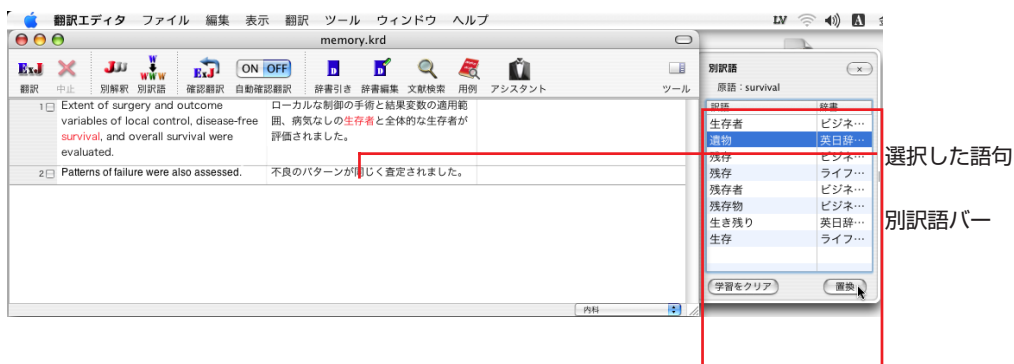 翻訳エディタ ファイル 編集 表示 翻訳 ツール ウィンドウ ヘルプ
memory.krd
ExJ
翻訳
中止
JJJ
別解釈
W
WWW
別訳語
ExJ
確認翻訳
ON OFF
自動確認翻訳
D
辞書引き
D
辞書編集
文献検索
用例
アシスタント
ツール
1 Extent of surgery and outcome
variables of local control, disease-free
survival, and overall survival were
evaluated.
ローカルな制御の手術と結果変数の適用範
囲、病気なしの生存者と全体的な生存者が
評価されました。
2 Patterns of failure were also assessed.
不良のパターンが同じく査定されました。
内科
別訳語
原語:survival
訳語 辞書
生存者 ビジネ…
遺物 英日辞…
残存 ビジネ…
残存 ライフ…
残存者 ビジネ…
残存物 ビジネ…
生き残り 英日辞…
生存 ライフ…
学習をクリア 置換
選択した語句
別訳語バー